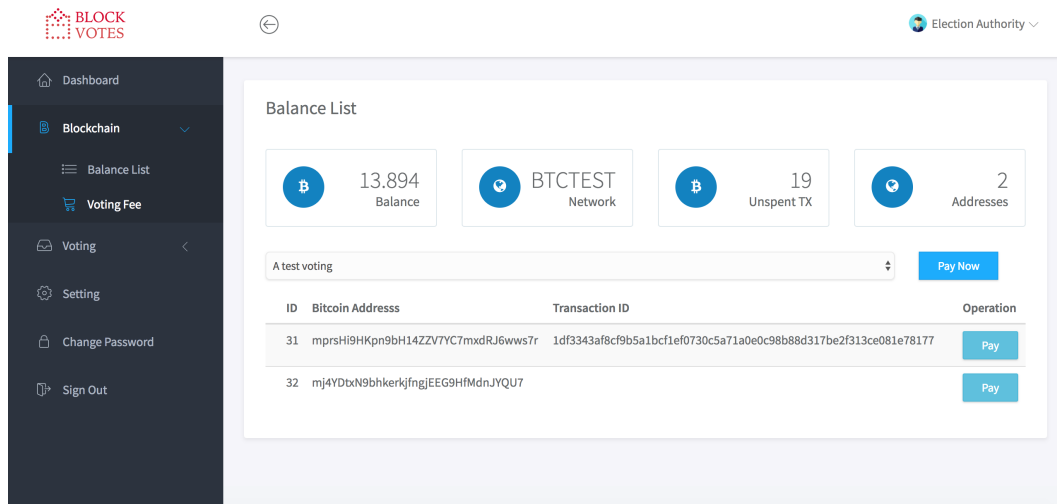 BLOCK
VOTES
Election Authority
Dashboard
Blockchain
Balance List
Voting Fee
Voting
Setting
Change Password
Sign Out
Balance List
13.894
Balance
BTCTEST
Network
19
Unspent TX
2
Addresses
A test voting
Pay Now
ID Bitcoin Addresss Transaction ID Operation
31 mprsHi9HKpn9bH14ZZV7YC7mxdRJ6wws7r 1df3343af8cf9b5a1bcf1ef0730c5a71a0e0c98b88d317be2f313ce081e78177 Pay
32 mj4YDtxN9bhkerkjfngjEEG9HfMdnJYQU7 Pay